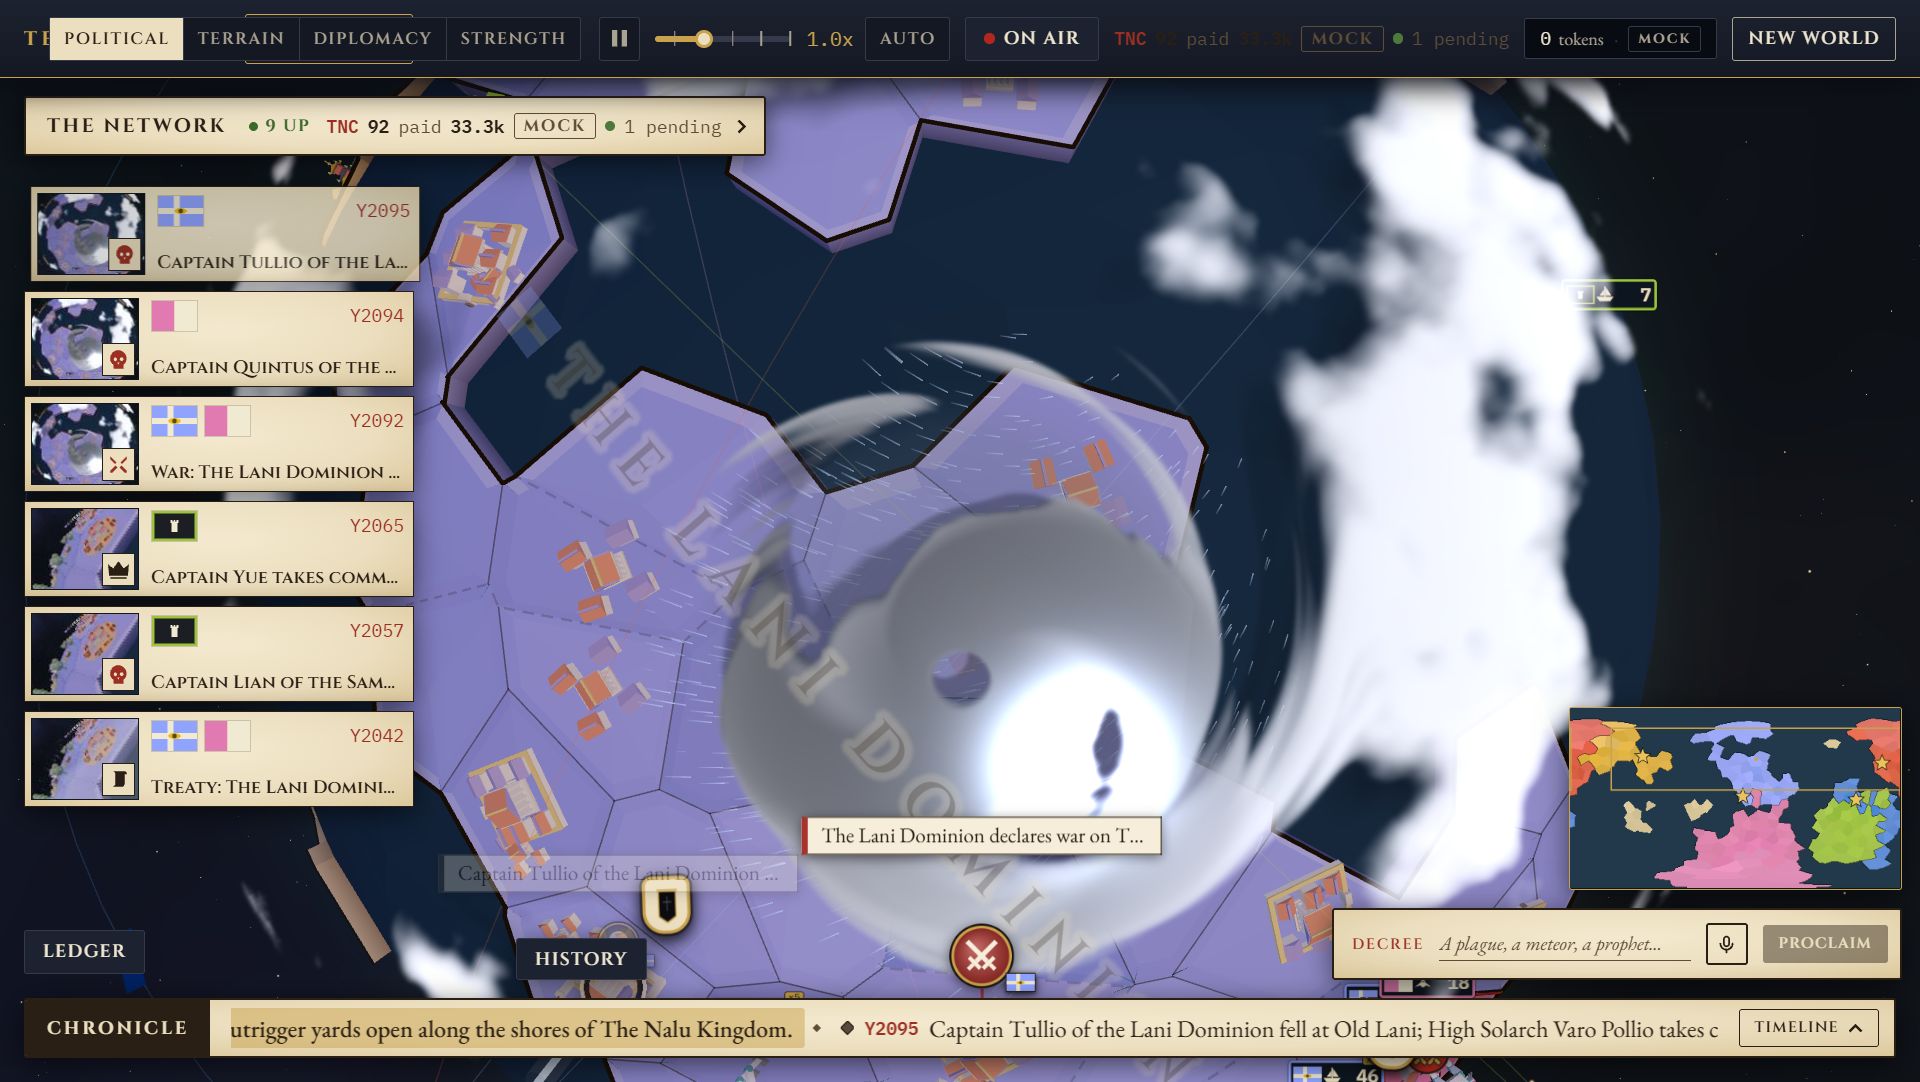 TE
POLITICAL
TERRAIN
DIPLOMACY
STRENGTH
1.0x
AUTO
ON AIR
TNC 92 paid 33.3k MOCK 1 pending
0 tokens · MOCK
NEW WORLD
THE NETWORK 9 UP TNC 92 paid 33.3k MOCK 1 pending
Y2095
CAPTAIN TULLIO OF THE LA...
Y2094
CAPTAIN QUINTUS OF THE ...
Y2092
WAR: THE LANI DOMINION ...
Y2065
CAPTAIN YUE TAKES COMM...
Y2057
CAPTAIN LIAN OF THE SAM...
Y2042
TREATY: THE LANI DOMINI...
7
THE LANI DOMINI
The Lani Dominion declares war on T...
Captain Tullio of the Lani Dominion ...
LEDGER
HISTORY
DECREE A plague, a meteor, a prophet... PROCLAIM
18
CHRONICLE utrigger yards open along the shores of The Nalu Kingdom. Y2095 Captain Tullio of the Lani Dominion fell at Old Lani; High Solarch Varo Pollio takes c TIMELINE
46